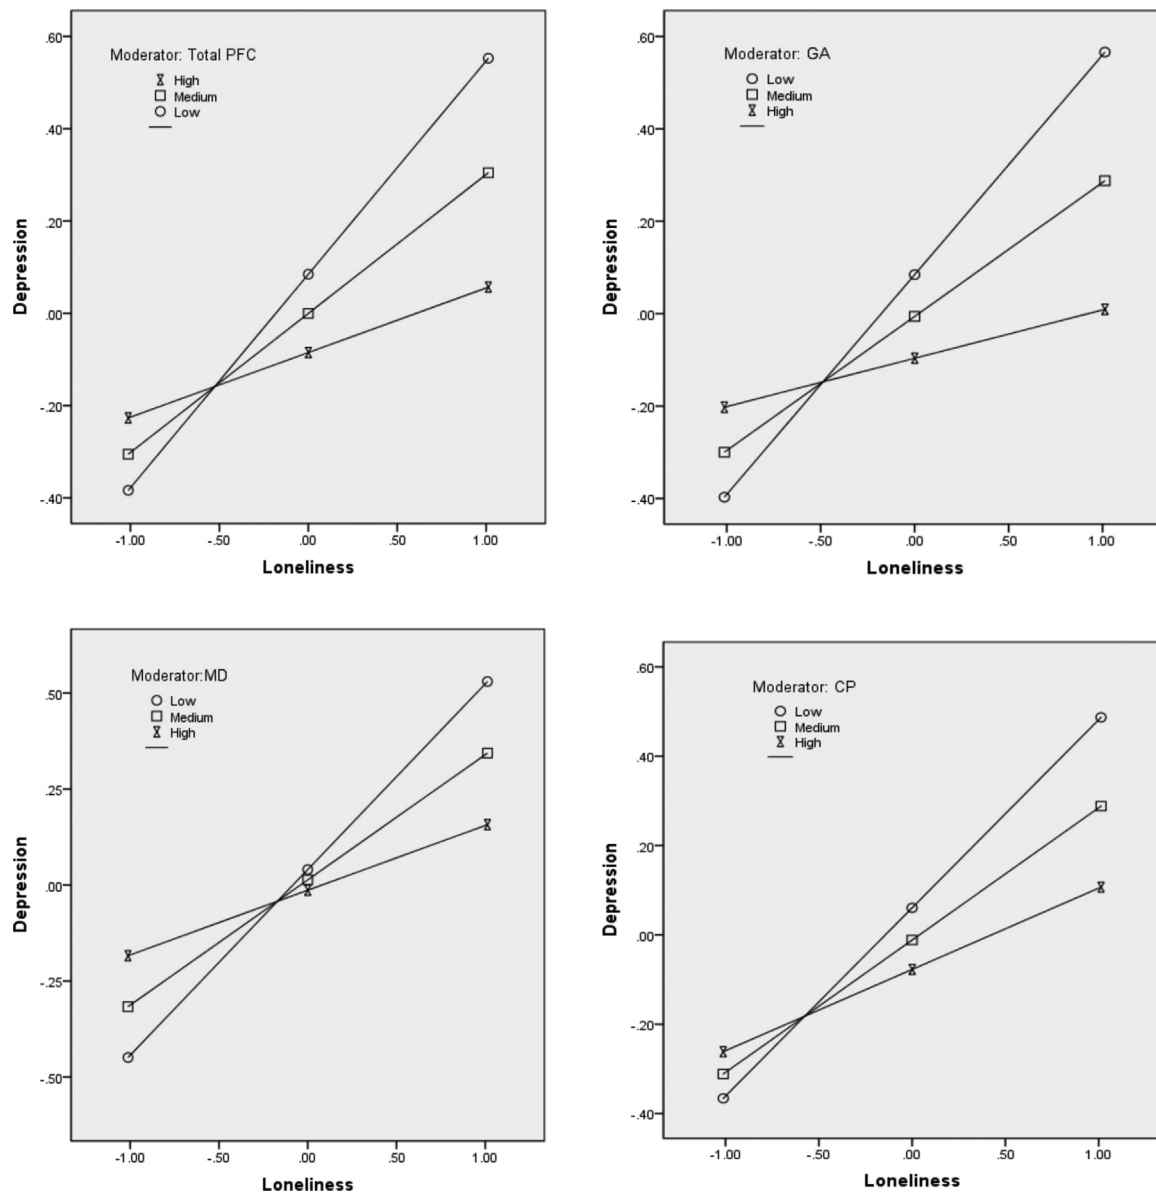 Moderator: Total PFC
High
Medium
Low
.60
.40
.20
.00
-.20
-.40
Depression
-1.00 -.50 .00 .50 1.00
Loneliness
Moderator: GA
Low
Medium
High
.60
.40
.20
.00
-.20
-.40
Depression
-1.00 -.50 .00 .50 1.00
Loneliness
Moderator:MD
Low
Medium
High
.50
.25
.00
-.25
-.50
Depression
-1.00 -.50 .00 .50 1.00
Loneliness
Moderator: CP
Low
Medium
High
.60
.40
.20
.00
-.20
-.40
Depression
-1.00 -.50 .00 .50 1.00
Loneliness